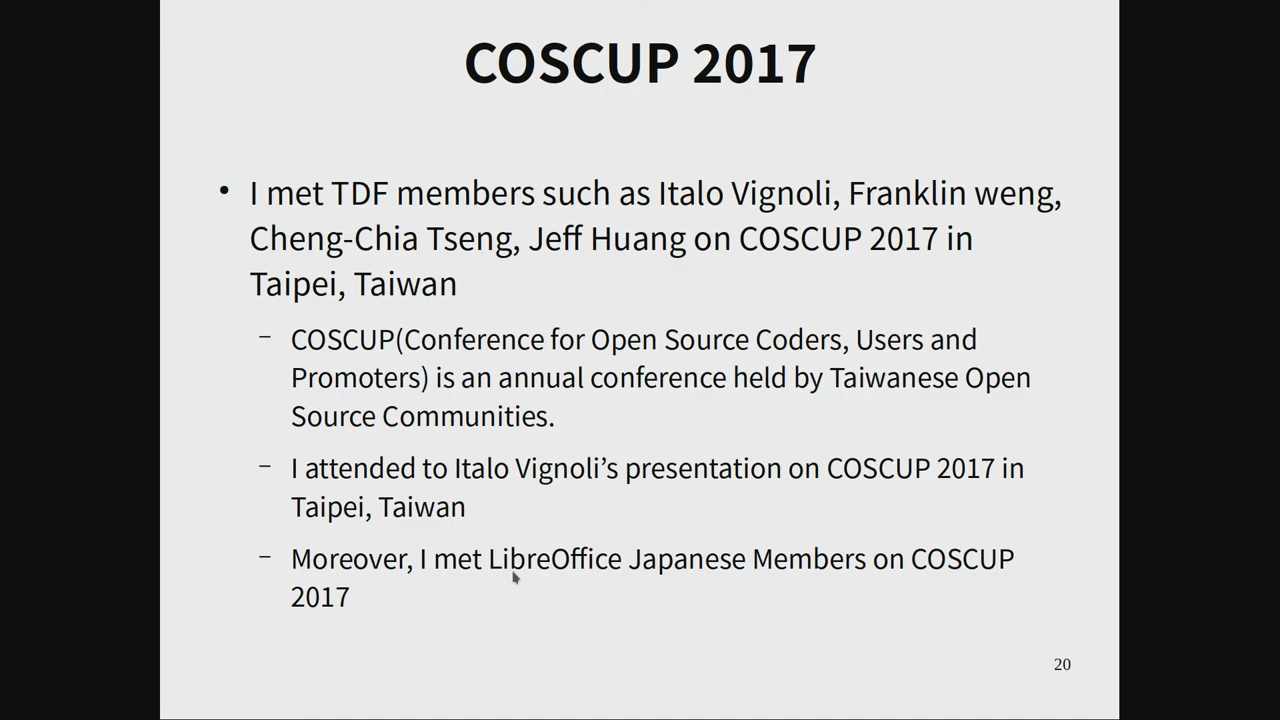 COSCUP 2017
• I met TDF members such as Italo Vignoli, Franklin weng,
Cheng-Chia Tseng, Jeff Huang on COSCUP 2017 in
Taipei, Taiwan
– COSCUP(Conference for Open Source Coders, Users and
Promoters) is an annual conference held by Taiwanese Open
Source Communities.
– I attended to Italo Vignoli’s presentation on COSCUP 2017 in
Taipei, Taiwan
– Moreover, I met LibreOffice Japanese Members on COSCUP
2017
20